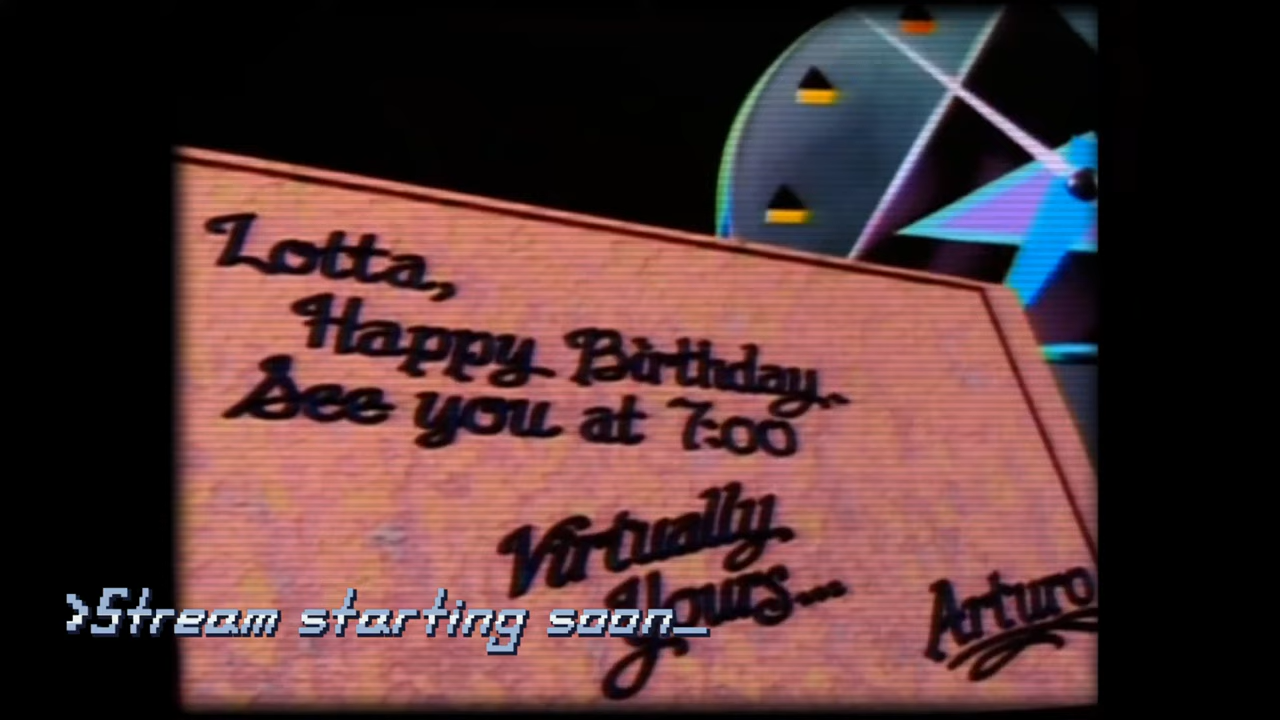 Lotta,
Happy Birthday..
See you at 7:00
Virtually
Yours...
Arturo
>Stream starting soon_